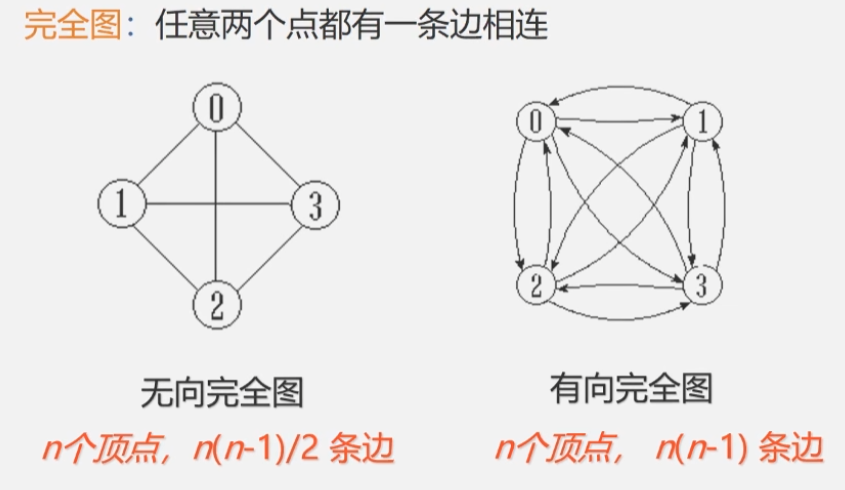 完全图：任意两个点都有一条边相连
0
1
3
2
0
1
2
3
无向完全图
n个顶点，n(n-1)/2 条边
有向完全图
n个顶点， n(n-1) 条边